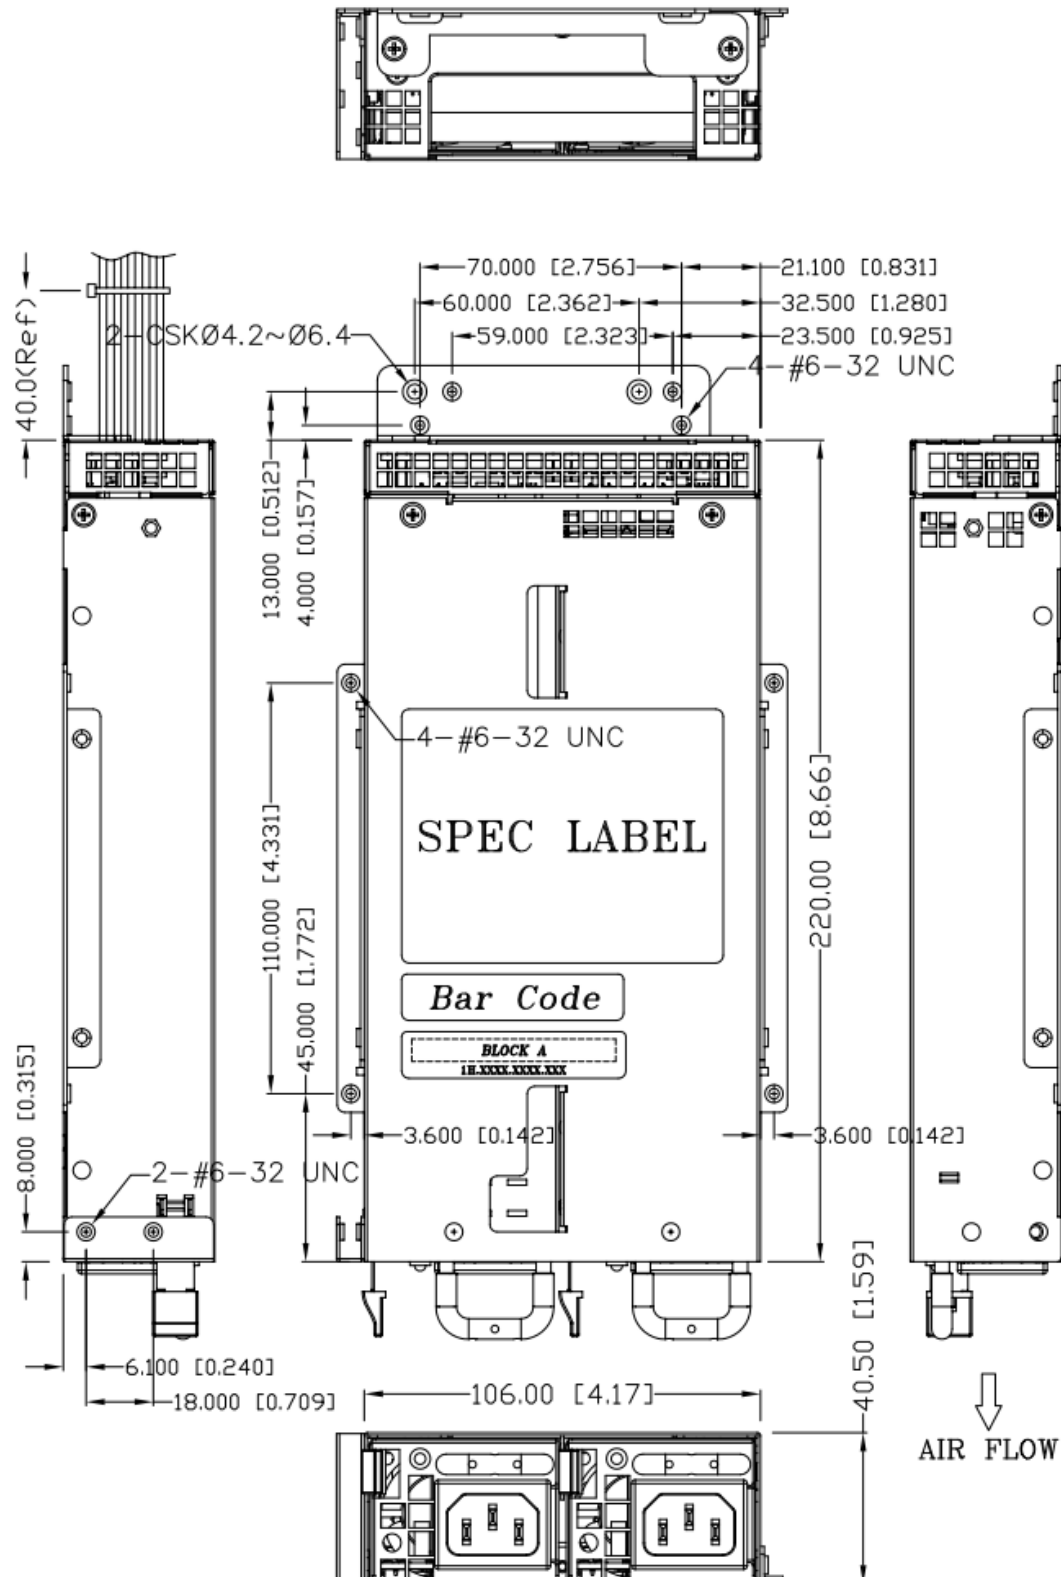 70.000 [2.756]
21.100 [0.831]
60.000 [2.362]
32.500 [1.280]
2-CSKØ4.2~Ø6.4
59.000 [2.323]
23.500 [0.925]
4-#6-32 UNC
40.0(Ref)
13.000 [0.512]
4.000 [0.157]
4-#6-32 UNC
110.000 [4.331]
SPEC LABEL
220.00 [8.66]
45.000 [1.772]
Bar Code
BLOCK A
1H.XXXX.XXXX.XXX
8.000 [0.315]
3.600 [0.142]
3.600 [0.142]
2-#6-32 UNC
6.100 [0.240]
18.000 [0.709]
106.00 [4.17]
40.50 [1.59]
AIR FLOW